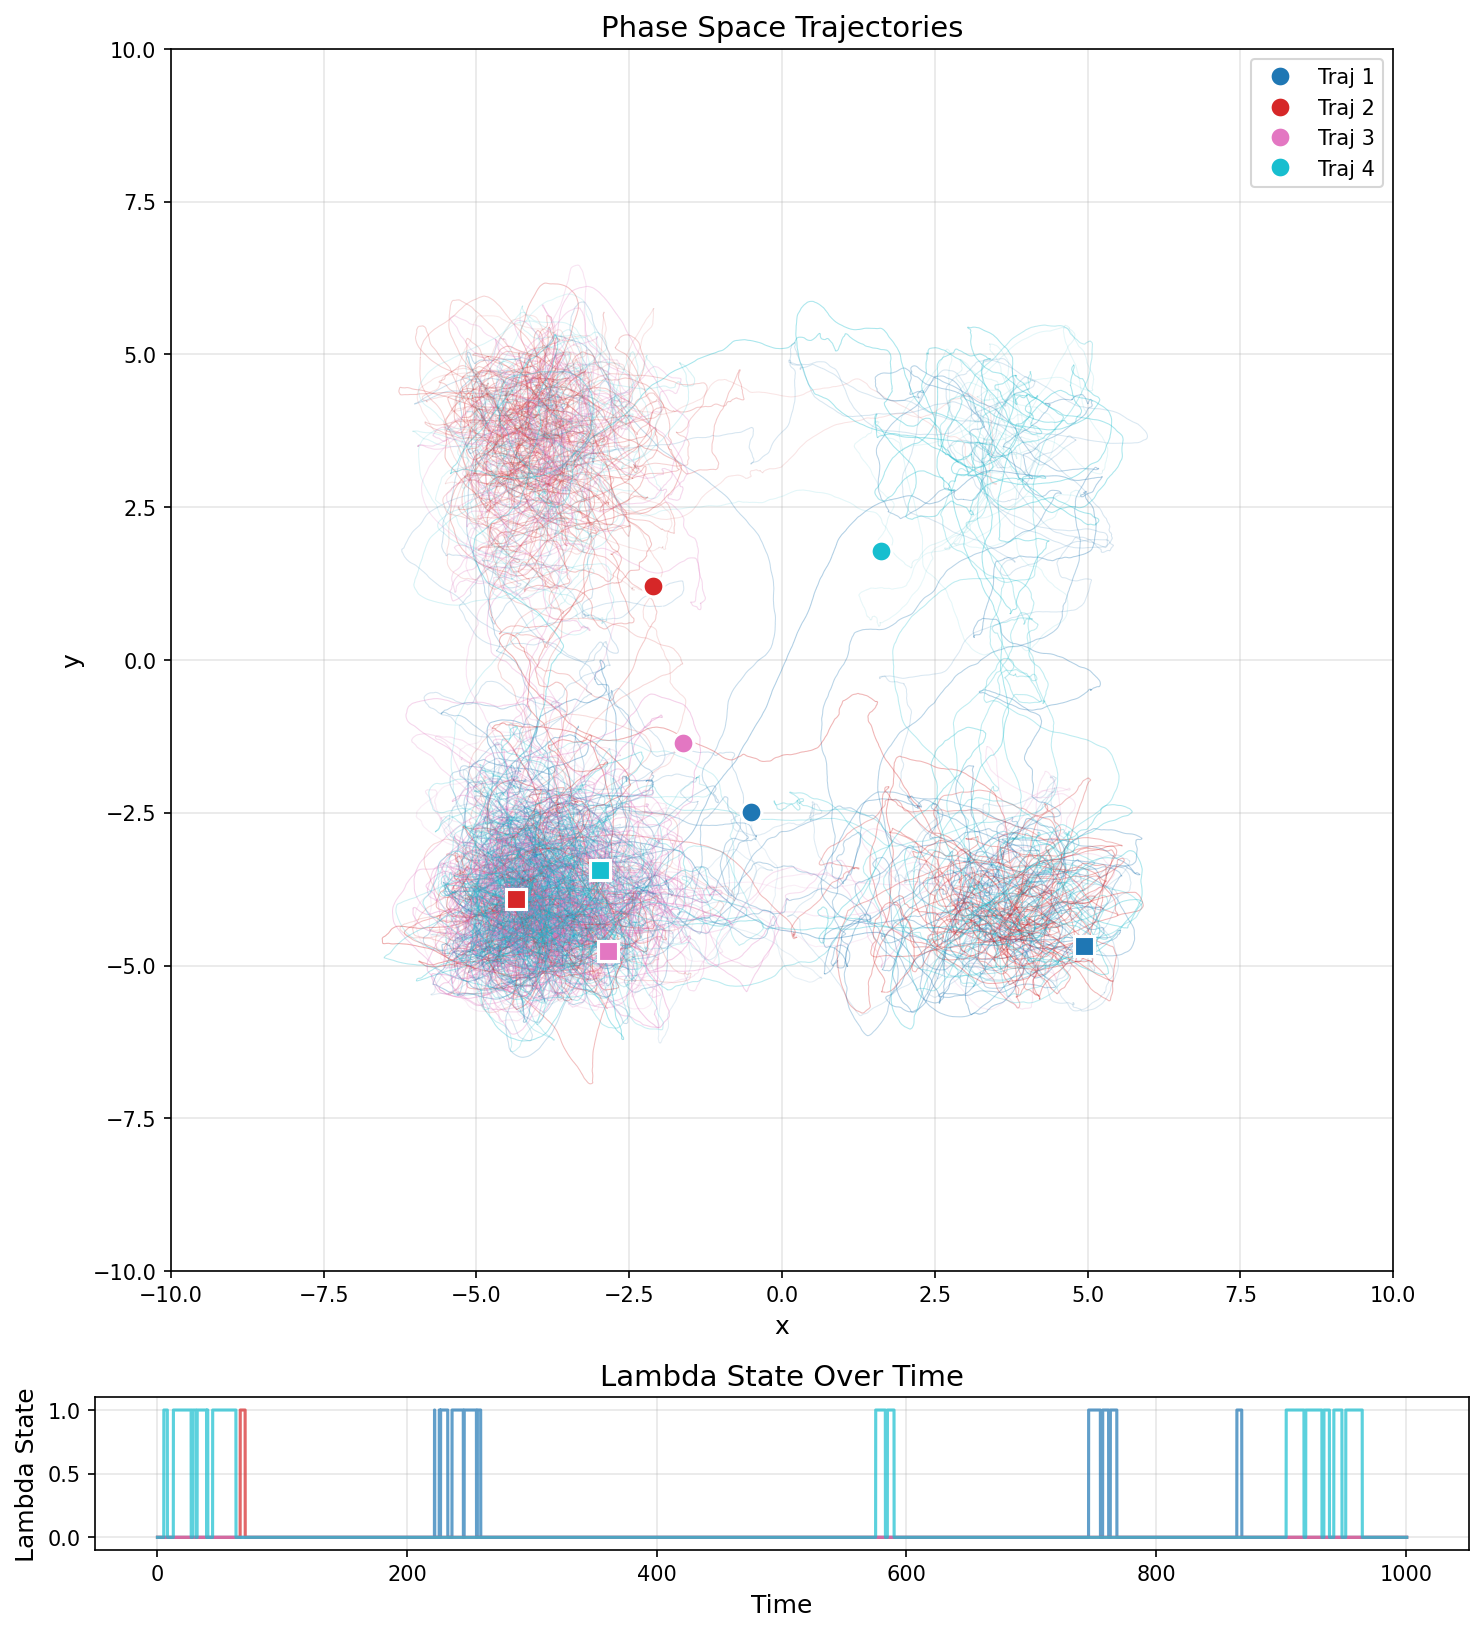 Phase Space Trajectories
Traj 1
Traj 2
Traj 3
Traj 4
10.0
7.5
5.0
2.5
0.0
−2.5
−5.0
−7.5
−10.0
y
−10.0 −7.5 −5.0 −2.5 0.0 2.5 5.0 7.5 10.0
x
Lambda State Over Time
Lambda State
1.0
0.5
0.0
0 200 400 600 800 1000
Time